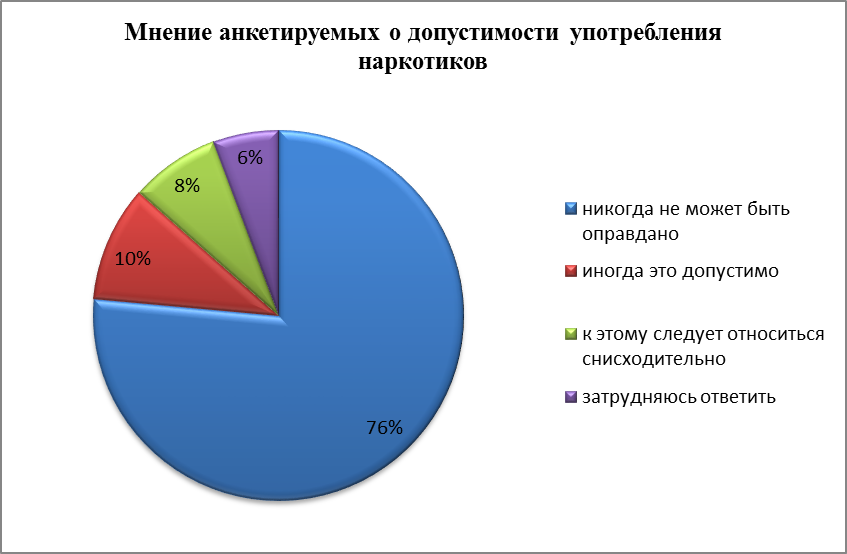 Мнение анкетируемых о допустимости употребления
наркотиков
6%
8%
10%
76%
никогда не может быть
оправдано
иногда это допустимо
к этому следует относиться
снисходительно
затрудняюсь ответить